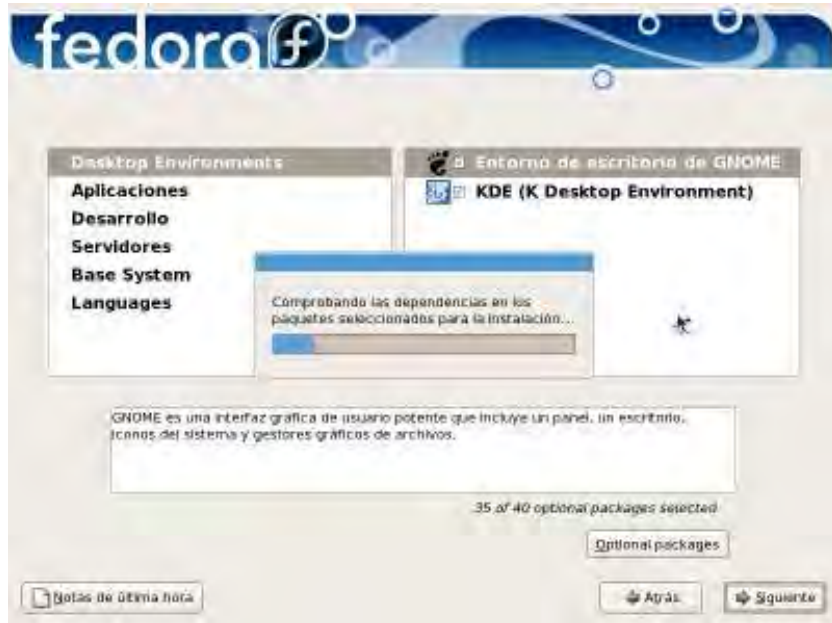 fedora
Desktop Environments
Aplicaciones
Desarrollo
Servidores
Base System
Languages
Entorno de escritorio de GNOME
KDE (K Desktop Environment)
Comprobando las dependencias en los
paquetes seleccionados para la instalación...
GNOME es una interfaz gráfica de usuario potente que incluye un panel, un escritorio,
iconos del sistema y gestores gráficos de archivos.
35 of 40 optional packages selected
Optional packages
Notas de última hora
Atrás
Siguiente